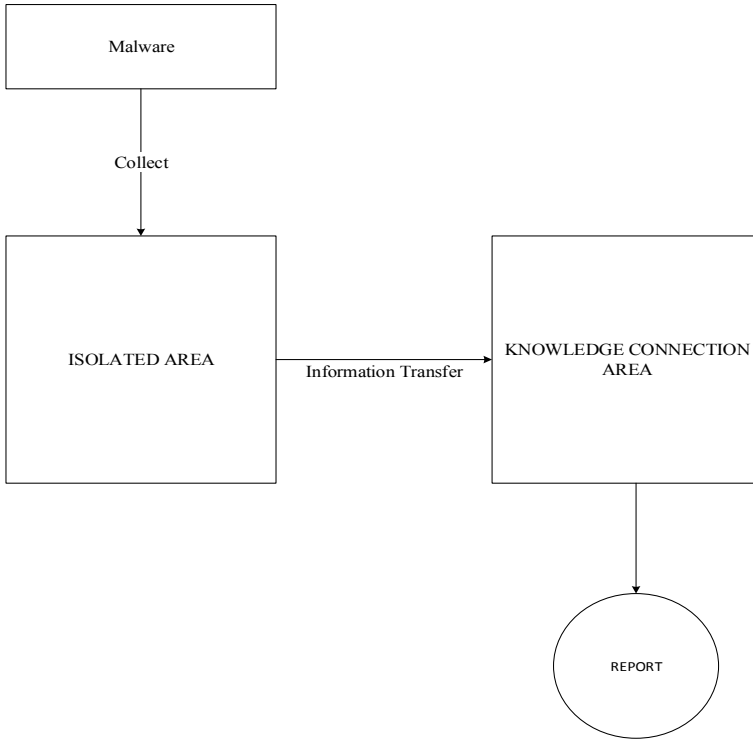 Malware
Collect
ISOLATED AREA
Information Transfer
KNOWLEDGE CONNECTION
AREA
REPORT